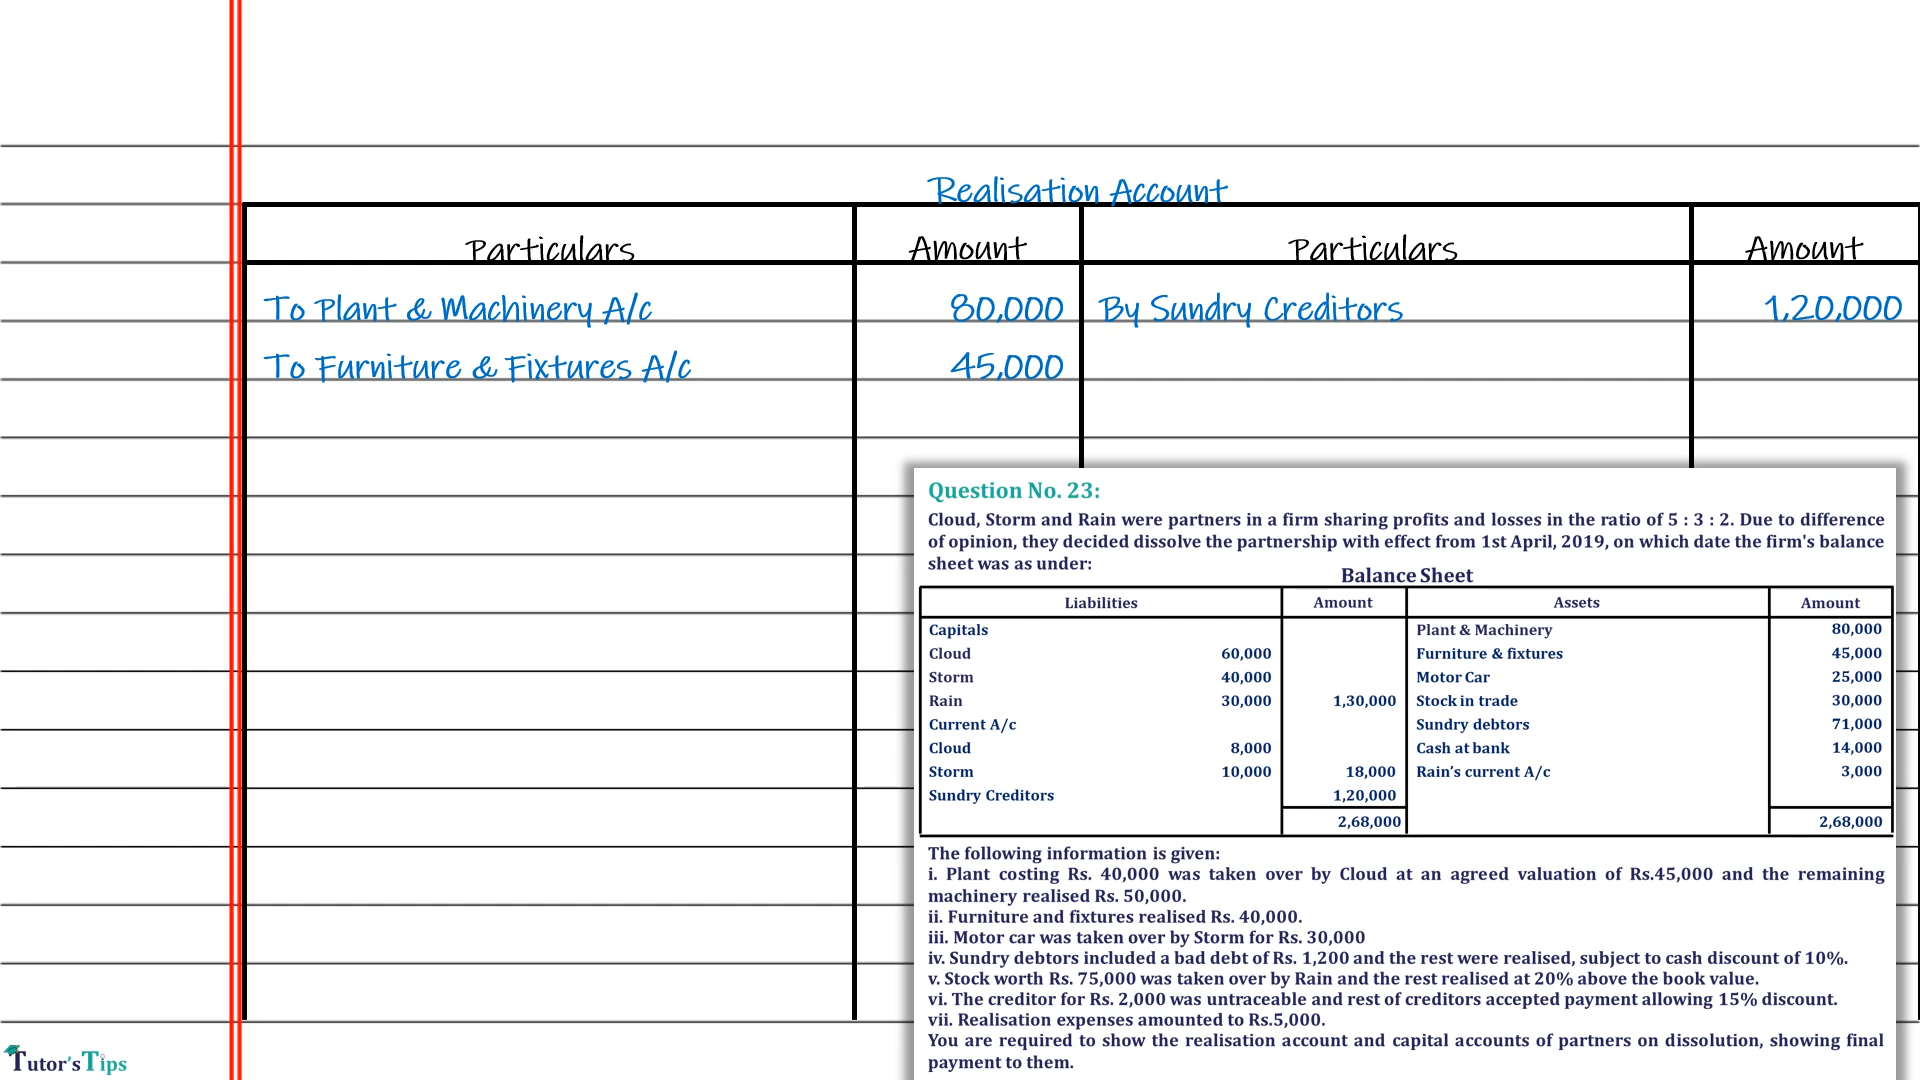 Realisation Account
Particulars Amount Particulars Amount
To Plant & Machinery A/c 80,000 By Sundry Creditors 1,20,000
To Furniture & Fixtures A/c 45,000
Question No. 23:
Cloud, Storm and Rain were partners in a firm sharing profits and losses in the ratio of 5 : 3 : 2. Due to difference
of opinion, they decided dissolve the partnership with effect from 1st April, 2019, on which date the firm's balance
sheet was as under:
Balance Sheet
Liabilities Amount Assets Amount
Capitals Plant & Machinery 80,000
Cloud 60,000 Furniture & fixtures 45,000
Storm 40,000 Motor Car 25,000
Rain 30,000 1,30,000 Stock in trade 30,000
Current A/c Sundry debtors 71,000
Cloud 8,000 Cash at bank 14,000
Storm 10,000 18,000 Rain’s current A/c 3,000
Sundry Creditors 1,20,000
2,68,000 2,68,000
The following information is given:
i. Plant costing Rs. 40,000 was taken over by Cloud at an agreed valuation of Rs.45,000 and the remaining
machinery realised Rs. 50,000.
ii. Furniture and fixtures realised Rs. 40,000.
iii. Motor car was taken over by Storm for Rs. 30,000
iv. Sundry debtors included a bad debt of Rs. 1,200 and the rest were realised, subject to cash discount of 10%.
v. Stock worth Rs. 75,000 was taken over by Rain and the rest realised at 20% above the book value.
vi. The creditor for Rs. 2,000 was untraceable and rest of creditors accepted payment allowing 15% discount.
vii. Realisation expenses amounted to Rs.5,000.
You are required to show the realisation account and capital accounts of partners on dissolution, showing final
payment to them.
Tutor'sTips